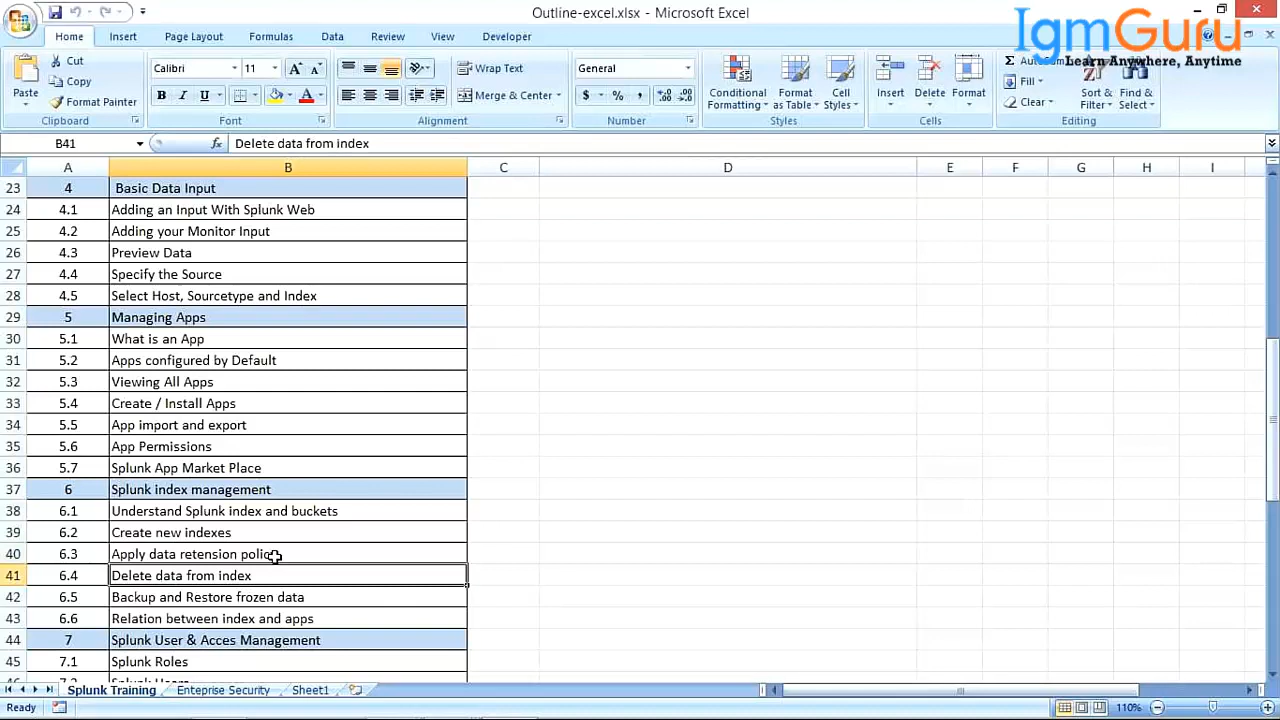 Outline-excel.xlsx - Microsoft Excel
IgmGuru
Learn Anywhere, Anytime
Home Insert Page Layout Formulas Data Review View Developer
Paste
Cut
Copy
Format Painter
Clipboard
Calibri 11
B I U
Font
Wrap Text
Merge & Center
Alignment
General
$ % ,
Number
Conditional Formatting
Format as Table
Cell Styles
Styles
Insert Delete Format
Cells
Fill
Clear
Sort & Filter
Find & Select
Editing
B41 fx Delete data from index
A B C D E F G H I
23 4 Basic Data Input
24 4.1 Adding an Input With Splunk Web
25 4.2 Adding your Monitor Input
26 4.3 Preview Data
27 4.4 Specify the Source
28 4.5 Select Host, Sourcetype and Index
29 5 Managing Apps
30 5.1 What is an App
31 5.2 Apps configured by Default
32 5.3 Viewing All Apps
33 5.4 Create / Install Apps
34 5.5 App import and export
35 5.6 App Permissions
36 5.7 Splunk App Market Place
37 6 Splunk index management
38 6.1 Understand Splunk index and buckets
39 6.2 Create new indexes
40 6.3 Apply data retension policy
41 6.4 Delete data from index
42 6.5 Backup and Restore frozen data
43 6.6 Relation between index and apps
44 7 Splunk User & Acces Management
45 7.1 Splunk Roles
Splunk Training Enteprise Security Sheet1
Ready 110%